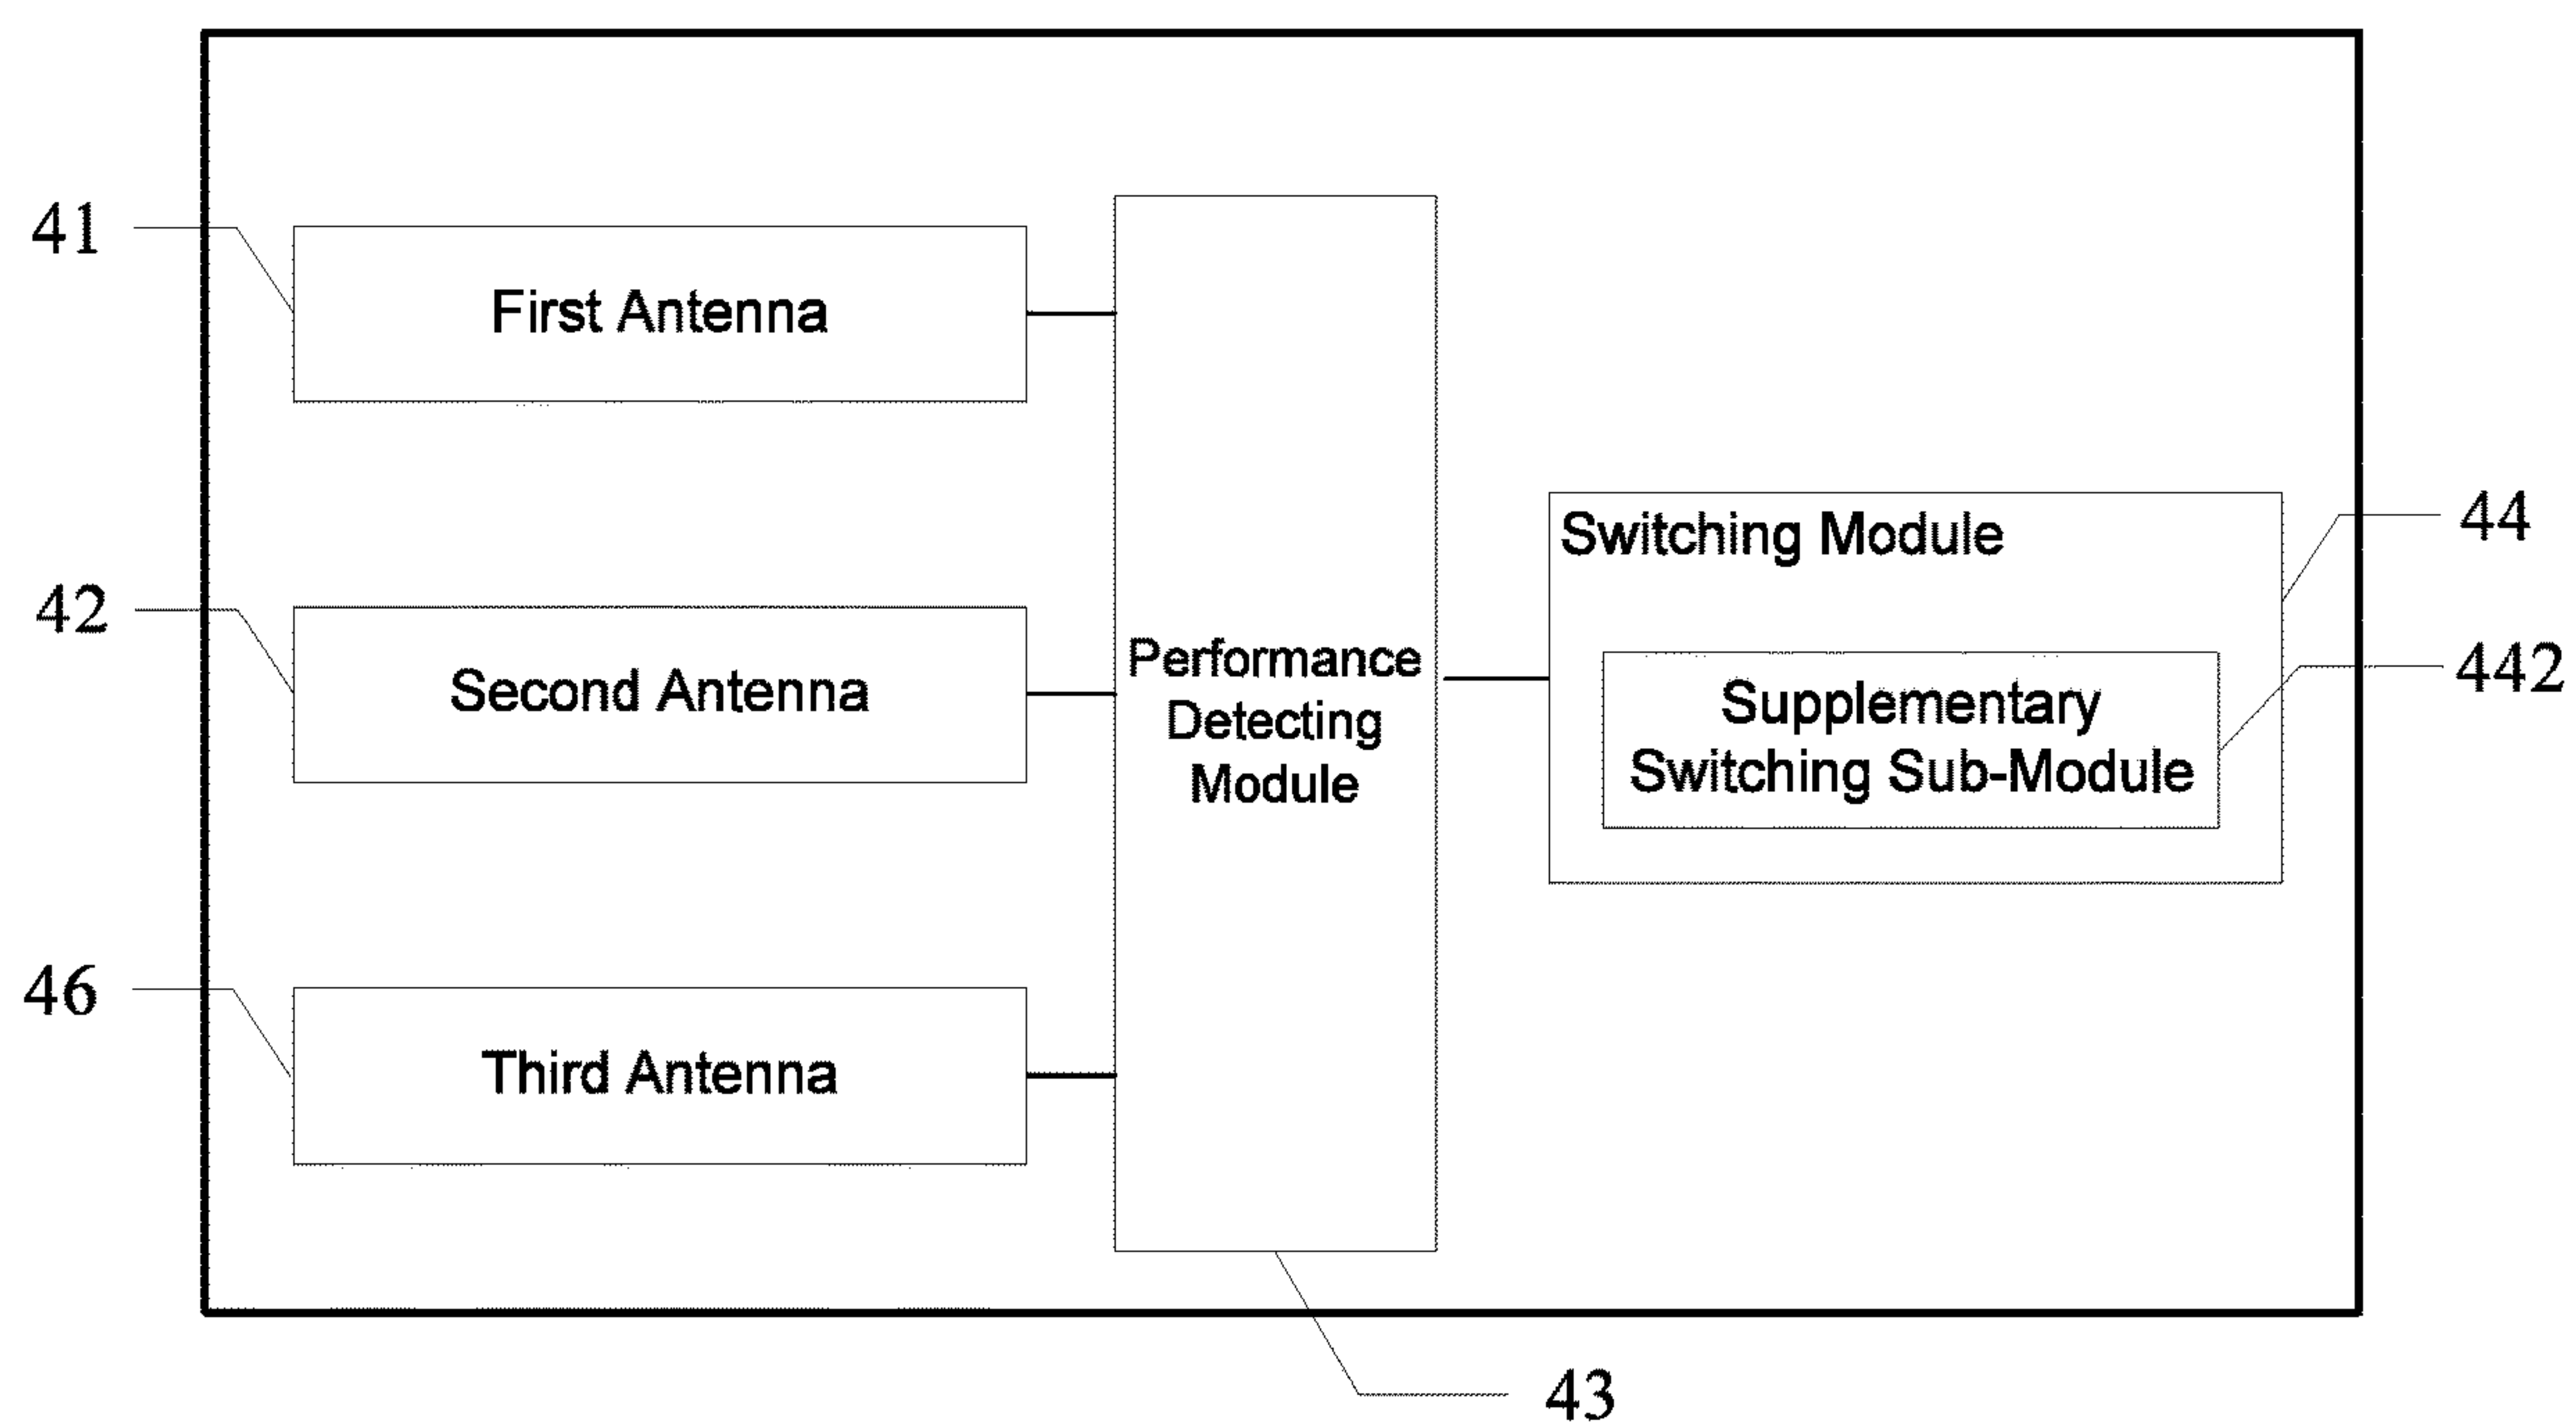 41
First Antenna
42
Second Antenna
46
Third Antenna
Performance
Detecting
Module
43
Switching Module
44
Supplementary
Switching Sub-Module
442